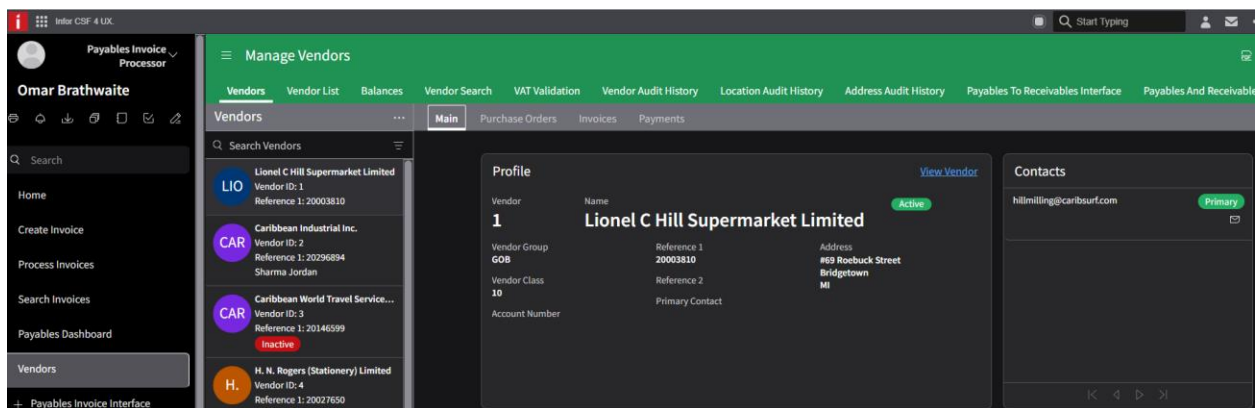 Infor CSF 4 UX.
Start Typing
Payables Invoice
Processor
Omar Brathwaite
Search
Home
Create Invoice
Process Invoices
Search Invoices
Payables Dashboard
Vendors
+ Payables Invoice Interface
Manage Vendors
Vendors Vendor List Balances Vendor Search VAT Validation Vendor Audit History Location Audit History Address Audit History Payables To Receivables Interface Payables And Receivable
Vendors
Search Vendors
LIO
Lionel C Hill Supermarket Limited
Vendor ID: 1
Reference 1: 20003810
CAR
Caribbean Industrial Inc.
Vendor ID: 2
Reference 1: 20296894
Sharma Jordan
CAR
Caribbean World Travel Service...
Vendor ID: 3
Reference 1: 20146599
Inactive
H.
H. N. Rogers (Stationery) Limited
Vendor ID: 4
Reference 1: 20027650
Main Purchase Orders Invoices Payments
Profile
View Vendor
Vendor
1
Name
Lionel C Hill Supermarket Limited
Active
Vendor Group
GOB
Vendor Class
10
Account Number
Reference 1
20003810
Reference 2
Primary Contact
Address
#69 Roebuck Street
Bridgetown
MI
Contacts
hillmilling@caribsurf.com
Primary